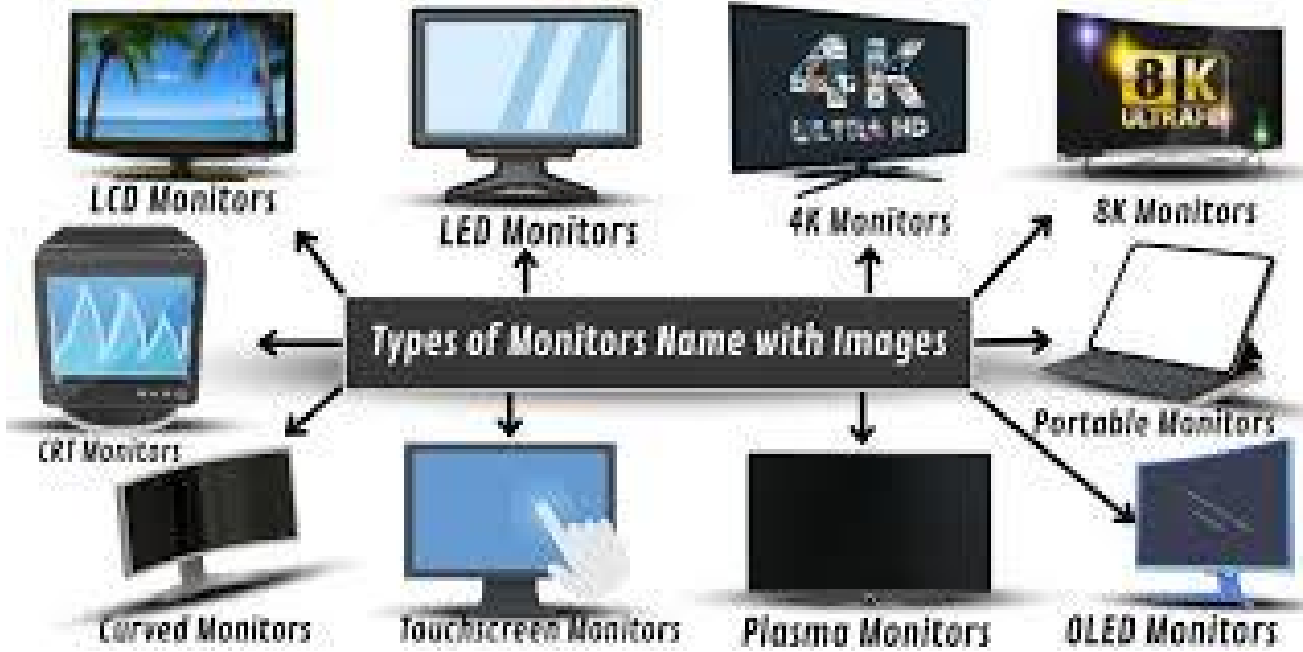 4K
ULTRA HD
8K
ULTRAHD
LCD Monitors
LED Monitors
4K Monitors
8K Monitors
Types of Monitors Name with Images
CRT Monitors
Portable Monitors
Curved Monitors
Touchscreen Monitors
Plasma Monitors
OLED Monitors